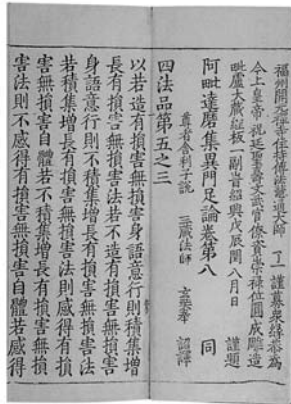 福州開元禪寺住持傳法慧通大師 了一 謹募衆緣恭爲
今上皇帝祝延聖壽文武官僚資崇祿位圓成雕造
毗盧大藏經板一副旹紹興戊辰閏八月日 謹題
阿毗達磨集異門足論卷第八 同
尊者舍利子說 三藏法師 玄奘奉 詔譯
四法品第五之三
以若造有損害無損害身語意行則積集增
長有損害無損害法若不造有損害無損害
身語意行則不積集增長有損害無損害法
若積集增長有損害無損害法則感得有損
害無損害自體若不積集增長有損害無損
害法則不感得有損害無損害自體若感得